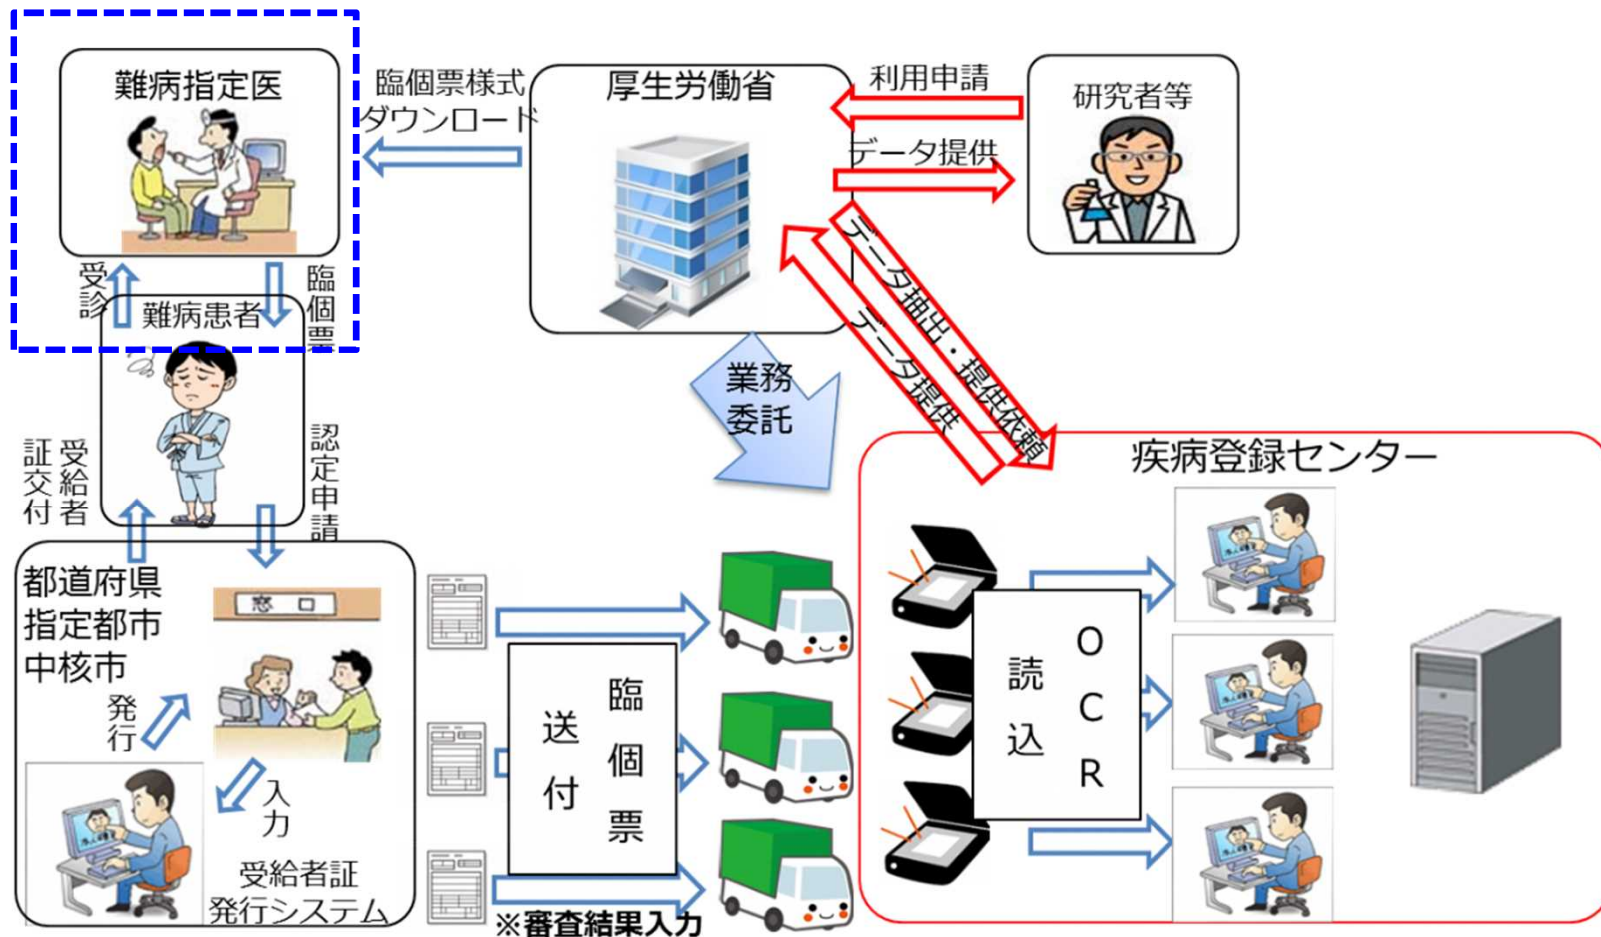 難病指定医
臨個票様式
ダウンロード
厚生労働省
利用申請
データ提供
研究者等
受診
臨個票
難病患者
データ抽出・提供依頼
データ提供
業務
委託
受給者
証交付
認定申請
疾病登録センター
都道府県
指定都市
中核市
窓口
発行
入力
受給者証
発行システム
臨個票
送付
※審査結果入力
OCR
読込